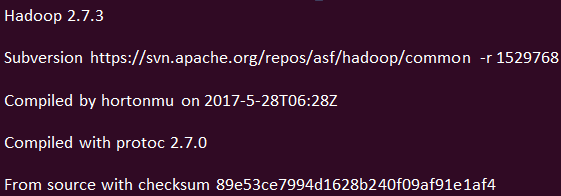 Hadoop 2.7.3
Subversion https://svn.apache.org/repos/asf/hadoop/common -r 1529768
Compiled by hortonmu on 2017-5-28T06:28Z
Compiled with protoc 2.7.0
From source with checksum 89e53ce7994d1628b240f09af91e1af4